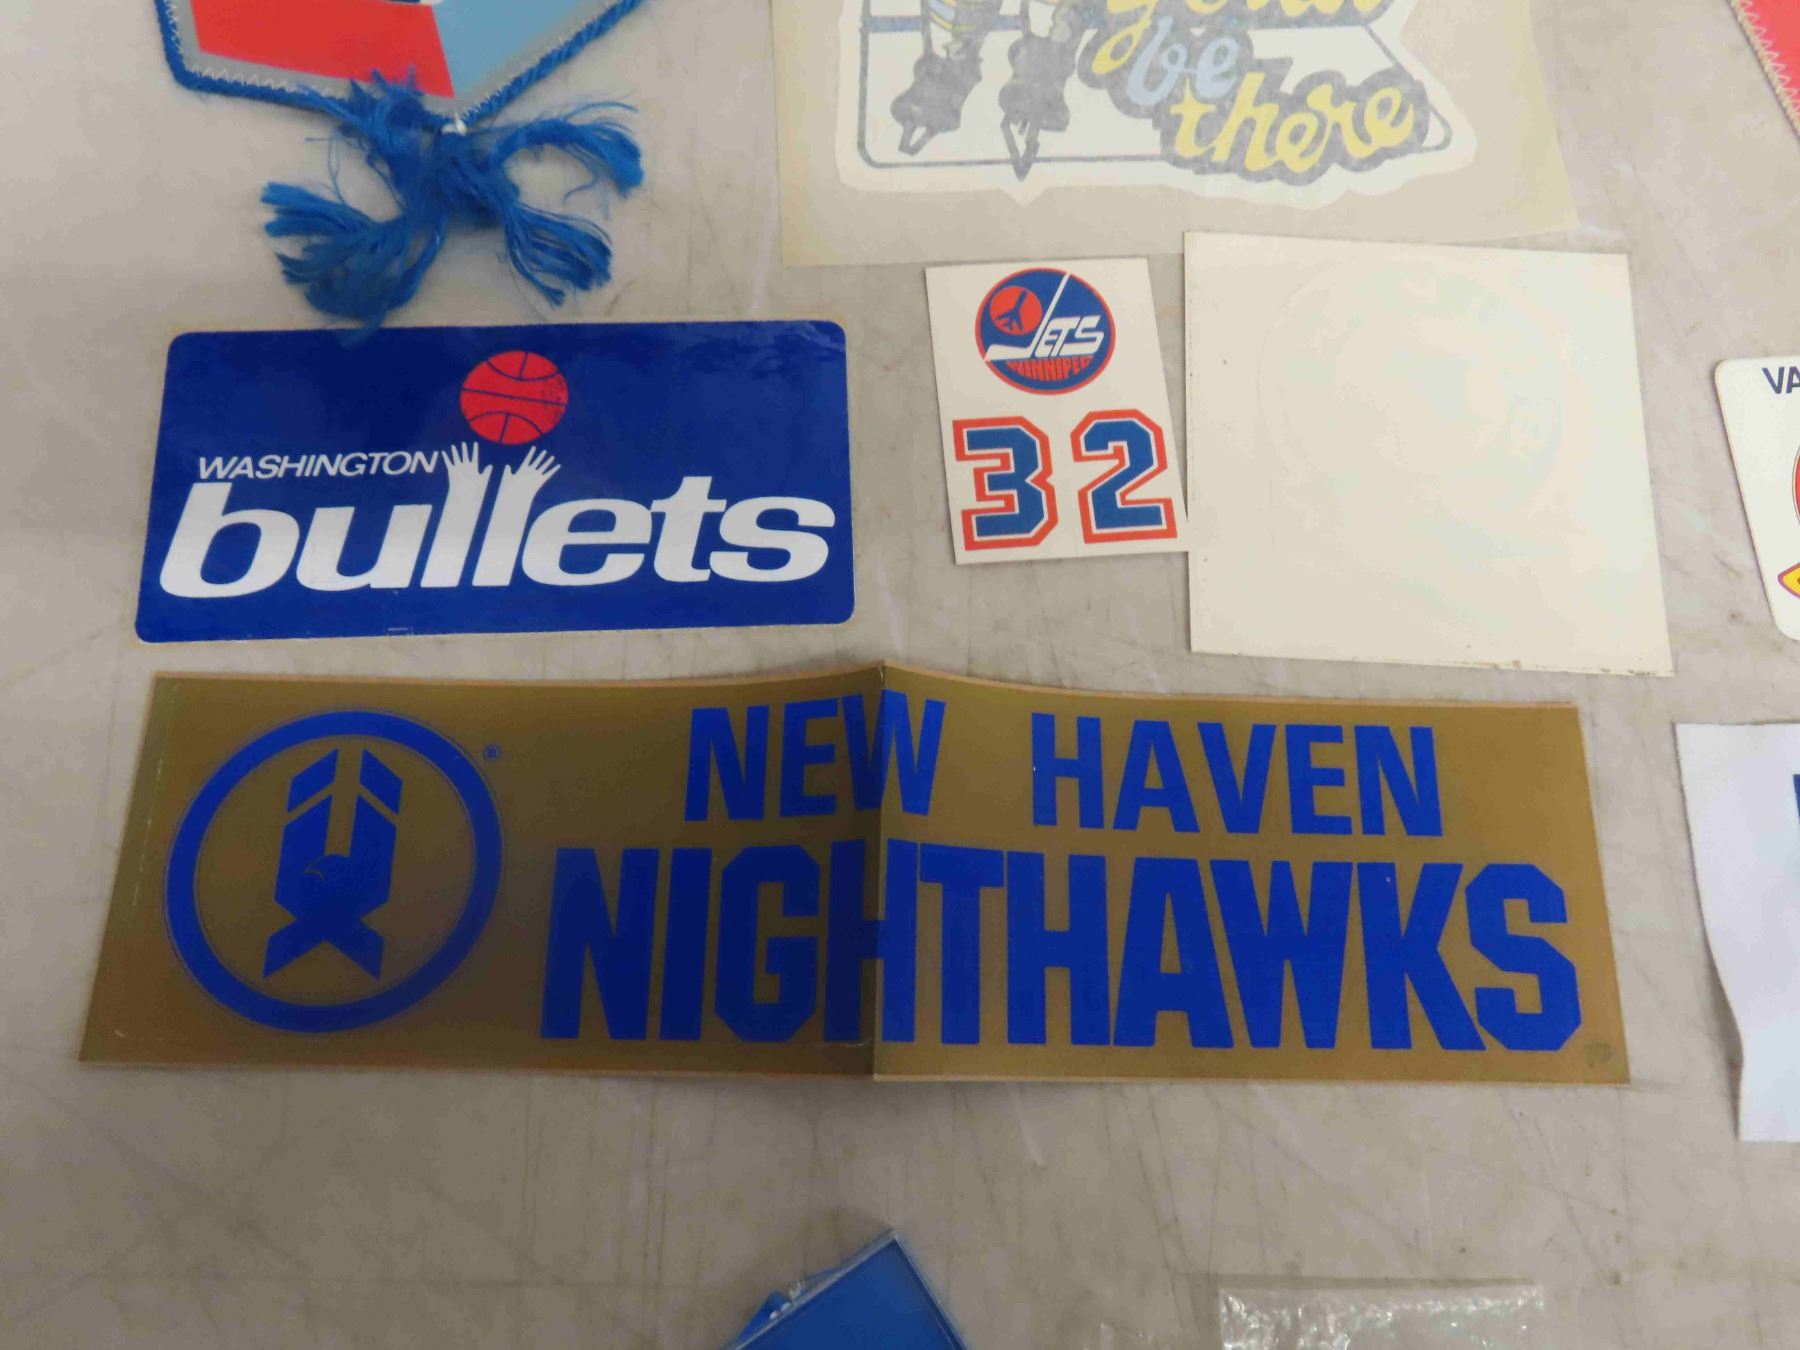 be
there
WASHINGTON
bullets
JETS
WINNIPEG
32
VA
NEW HAVEN
NIGHTHAWKS
®